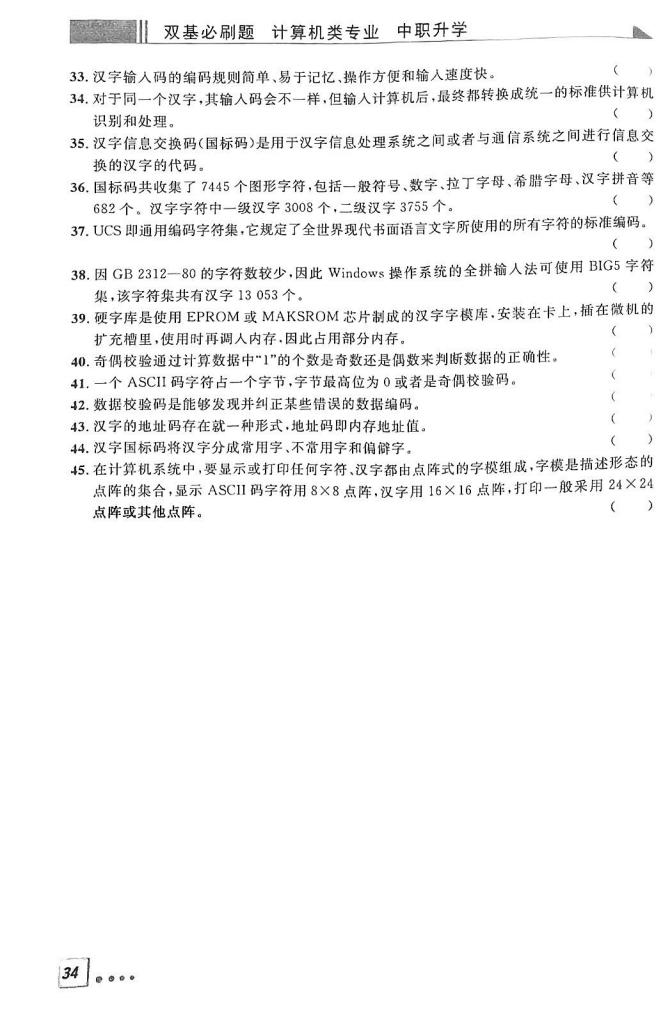 双基必刷题 计算机类专业 中职升学
33. 汉字输人码的编码规则简单、易于记忆、操作方便和输人速度快。 ( )
34. 对于同一个汉字,其输人码会不一样,但输人计算机后,最终都转换成统一的标准供计算机
识别和处理。 ( )
35. 汉字信息交换码(国标码)是用于汉字信息处理系统之间或者与通信系统之间进行信息交
换的汉字的代码。 ( )
36. 国标码共收集了 7445 个图形字符,包括一般符号、数字、拉丁字母、希腊字母、汉字拼音等
682 个。汉字字符中一级汉字 3008 个,二级汉字 3755 个。 ( )
37. UCS 即通用编码字符集,它规定了全世界现代书面语言文字所使用的所有字符的标准编码。
( )
38. 因 GB 2312—80 的字符数较少,因此 Windows 操作系统的全拼输人法可使用 BIG5 字符
集,该字符集共有汉字 13 053 个。 ( )
39. 硬字库是使用 EPROM 或 MAKSROM 芯片制成的汉字字模库,安装在卡上,插在微机的
扩充槽里,使用时再调人内存,因此占用部分内存。 ( )
40. 奇偶校验通过计算数据中“1”的个数是奇数还是偶数来判断数据的正确性。 (
41. 一个 ASCII 码字符占一个字节,字节最高位为 0 或者是奇偶校验码。 (
42. 数据校验码是能够发现并纠正某些错误的数据编码。 (
43. 汉字的地址码存在就一种形式,地址码即内存地址值。 ( )
44. 汉字国标码将汉字分成常用字、不常用字和偏僻字。 ( )
45. 在计算机系统中,要显示或打印任何字符、汉字都由点阵式的字模组成,字模是描述形态的
点阵的集合,显示 ASCII 码字符用 8×8 点阵,汉字用 16×16 点阵,打印一般采用 24×24
点阵或其他点阵。 ( )
34